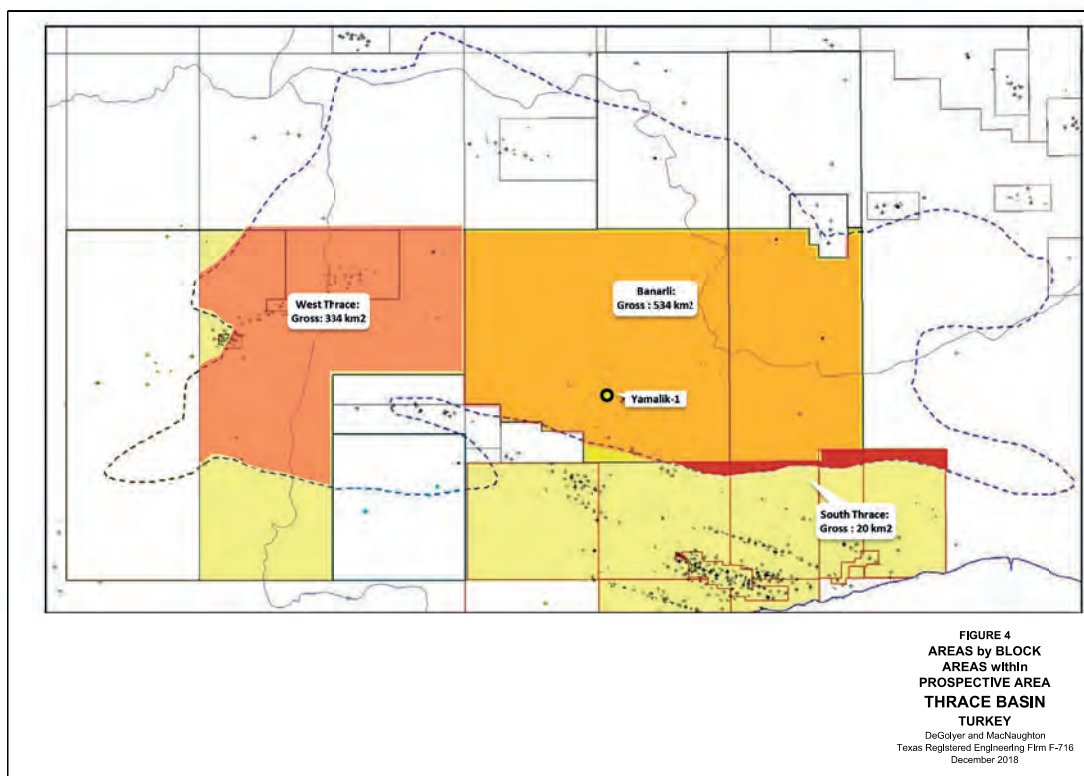 West Thrace:
Gross: 334 km2
Banarli:
Gross : 534 km2
Yamalik-1
South Thrace:
Gross : 20 km2
FIGURE 4
AREAS by BLOCK
AREAS within
PROSPECTIVE AREA
THRACE BASIN
TURKEY
DeGolyer and MacNaughton
Texas Registered Engineering Firm F-716
December 2018